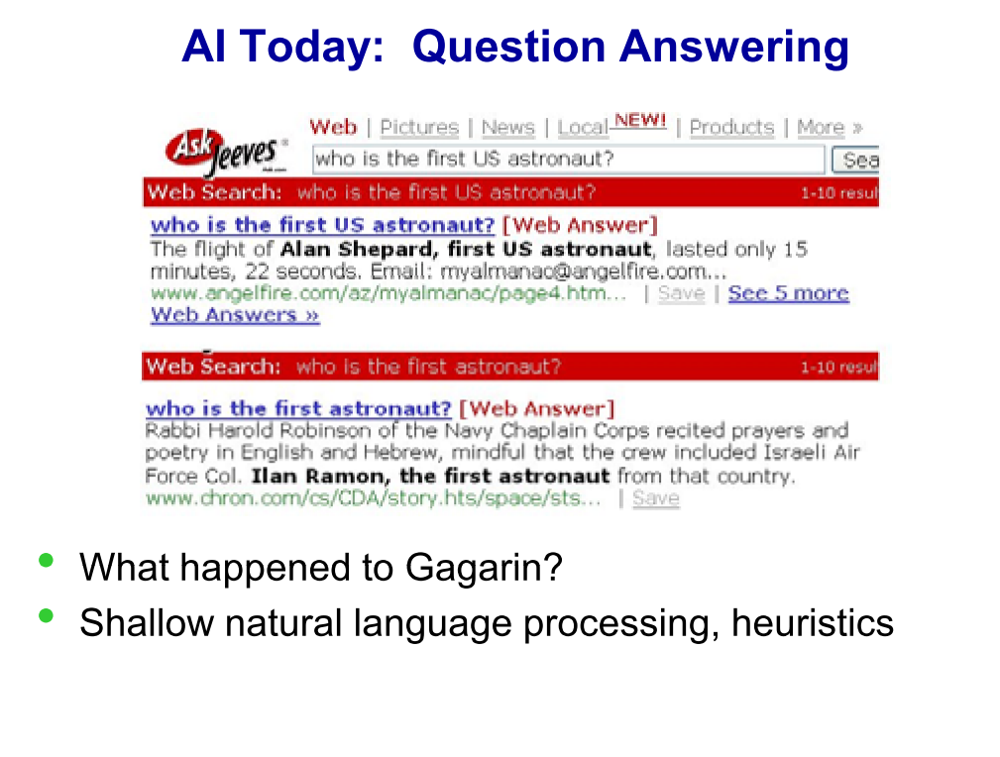 AI Today: Question Answering
Web | Pictures | News | Local NEW! | Products | More »
Ask Jeeves
who is the first US astronaut? Sea
Web Search: who is the first US astronaut? 1-10 resul
who is the first US astronaut? [Web Answer]
The flight of Alan Shepard, first US astronaut, lasted only 15
minutes, 22 seconds. Email: myalmanac@angelfire.com...
www.angelfire.com/az/myalmanac/page4.htm... | Save | See 5 more
Web Answers »
Web Search: who is the first astronaut? 1-10 resul
who is the first astronaut? [Web Answer]
Rabbi Harold Robinson of the Navy Chaplain Corps recited prayers and
poetry in English and Hebrew, mindful that the crew included Israeli Air
Force Col. Ilan Ramon, the first astronaut from that country.
www.chron.com/cs/CDA/story.hts/space/sts... | Save
• What happened to Gagarin?
• Shallow natural language processing, heuristics